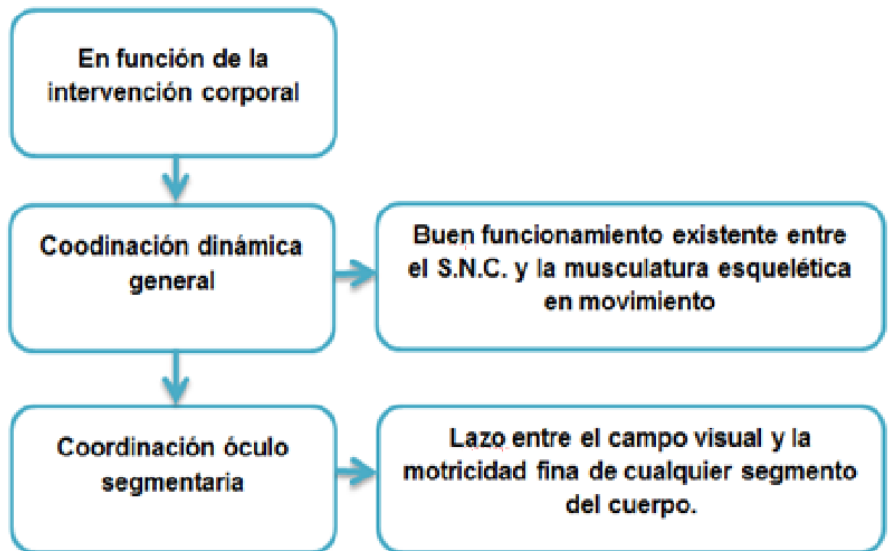 En función de la
intervención corporal
Coodinación dinámica
general
Buen funcionamiento existente entre
el S.N.C. y la musculatura esquelética
en movimiento
Coordinación óculo
segmentaria
Lazo entre el campo visual y la
motricidad fina de cualquier segmento
del cuerpo.